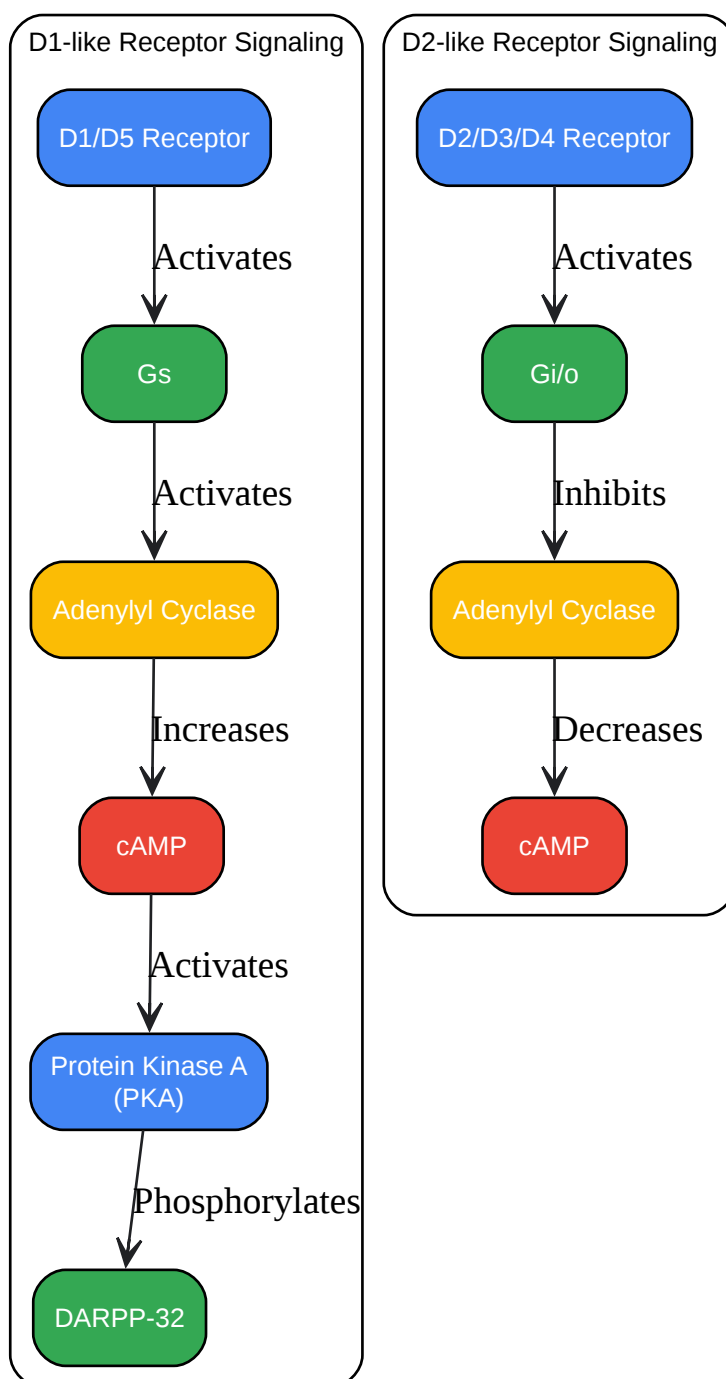 D1-like Receptor Signaling
D1/D5 Receptor
Activates
Gs
Activates
Adenylyl Cyclase
Increases
cAMP
Activates
Protein Kinase A
(PKA)
Phosphorylates
DARPP-32
D2-like Receptor Signaling
D2/D3/D4 Receptor
Activates
Gi/o
Inhibits
Adenylyl Cyclase
Decreases
cAMP